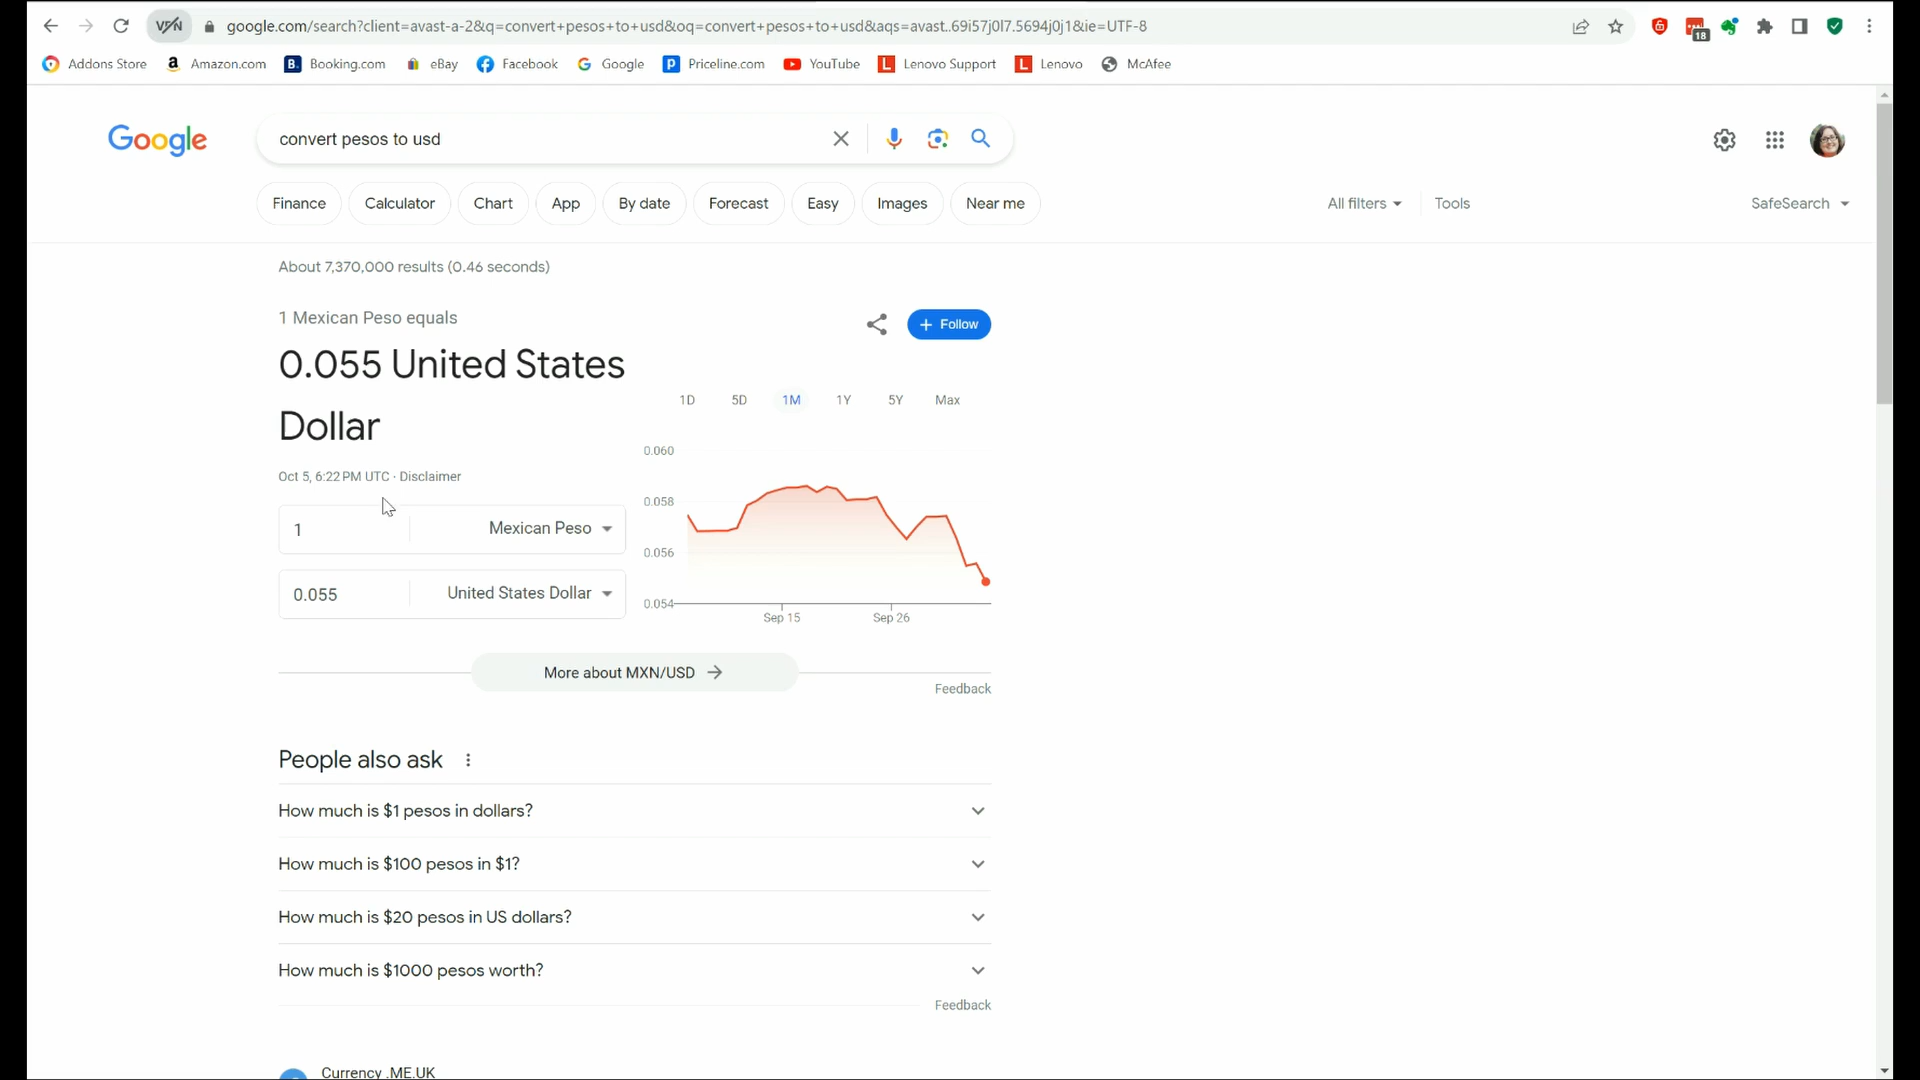 VPN
google.com/search?client=avast-a-2&q=convert+pesos+to+usd&oq=convert+pesos+to+usd&aqs=avast..69i57j0l7.5694j0j1&ie=UTF-8
18
Addons Store
Amazon.com
Booking.com
eBay
Facebook
Google
Priceline.com
YouTube
Lenovo Support
Lenovo
McAfee
Google
convert pesos to usd
Finance
Calculator
Chart
App
By date
Forecast
Easy
Images
Near me
All filters
Tools
SafeSearch
About 7,370,000 results (0.46 seconds)
1 Mexican Peso equals
0.055 United States
Dollar
Oct 5, 6:22 PM UTC · Disclaimer
1
Mexican Peso
0.055
United States Dollar
Follow
1D
5D
1M
1Y
5Y
Max
0.060
0.058
0.056
0.054
Sep 15
Sep 26
More about MXN/USD
Feedback
People also ask
How much is $1 pesos in dollars?
How much is $100 pesos in $1?
How much is $20 pesos in US dollars?
How much is $1000 pesos worth?
Feedback
Currency .ME.UK